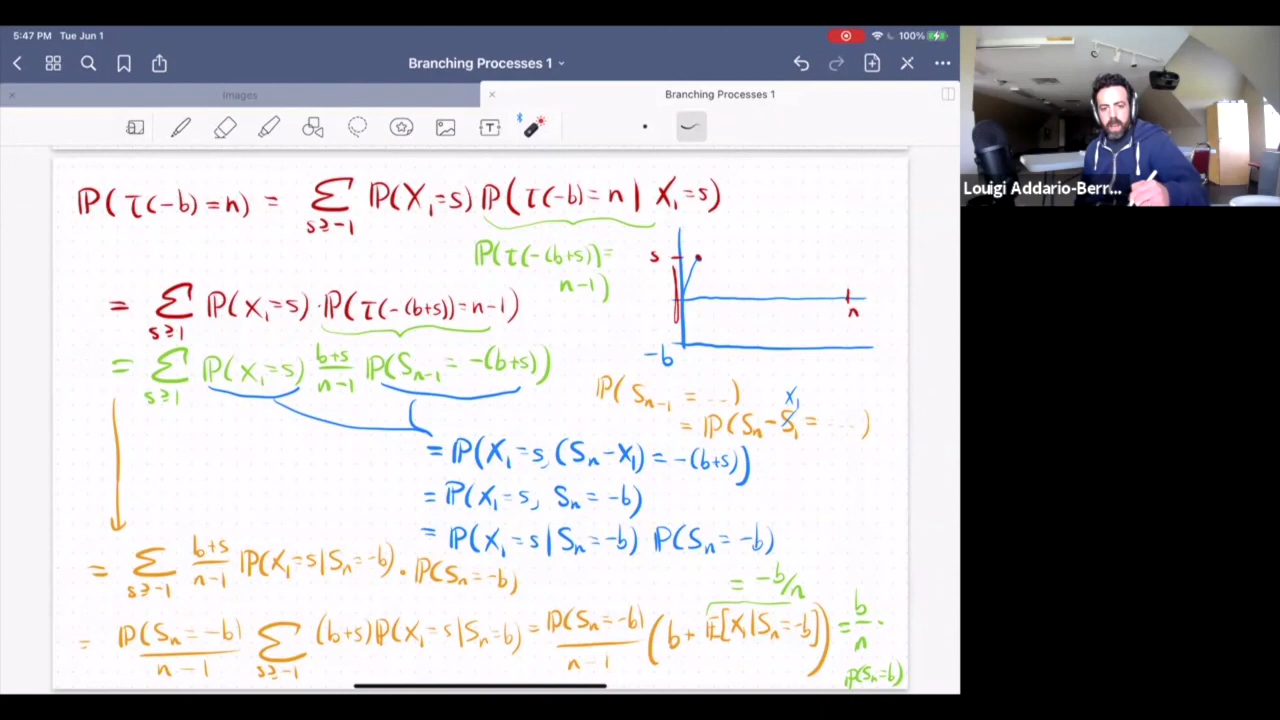 5:47 PM Tue Jun 1
100%
Branching Processes 1
Images
Branching Processes 1
T
Louigi Addario-Berr...
ℙ(τ(-b)=n) = Σ_{s≥-1} ℙ(X₁=s) ℙ(τ(-b)=n | X₁=s)
ℙ(τ(-(b+s))=
n-1)
s
n
-b
= Σ_{s≥1} ℙ(X₁=s)·ℙ(τ(-(b+s))=n-1)
= Σ_{s≥1} ℙ(X₁=s) (b+s)/(n-1) ℙ(S_{n-1} = -(b+s))
ℙ(S_{n-1} = ....)
X₁
= ℙ(S_n - S₁ = ....)
= ℙ(X₁=s, (S_n-X₁) = -(b+s))
= ℙ(X₁=s, S_n=-b)
= ℙ(X₁=s | S_n=-b) ℙ(S_n=-b)
= Σ_{s≥-1} (b+s)/(n-1) ℙ(X₁=s | S_n=-b) · ℙ(S_n=-b)
= -b/n
= ℙ(S_n=-b)/(n-1) Σ_{s≥-1} (b+s)ℙ(X₁=s | S_n=-b) = ℙ(S_n=-b)/(n-1) (b + 𝔼[X₁ | S_n=-b]) = b/n ·
ℙ(S_n=b)